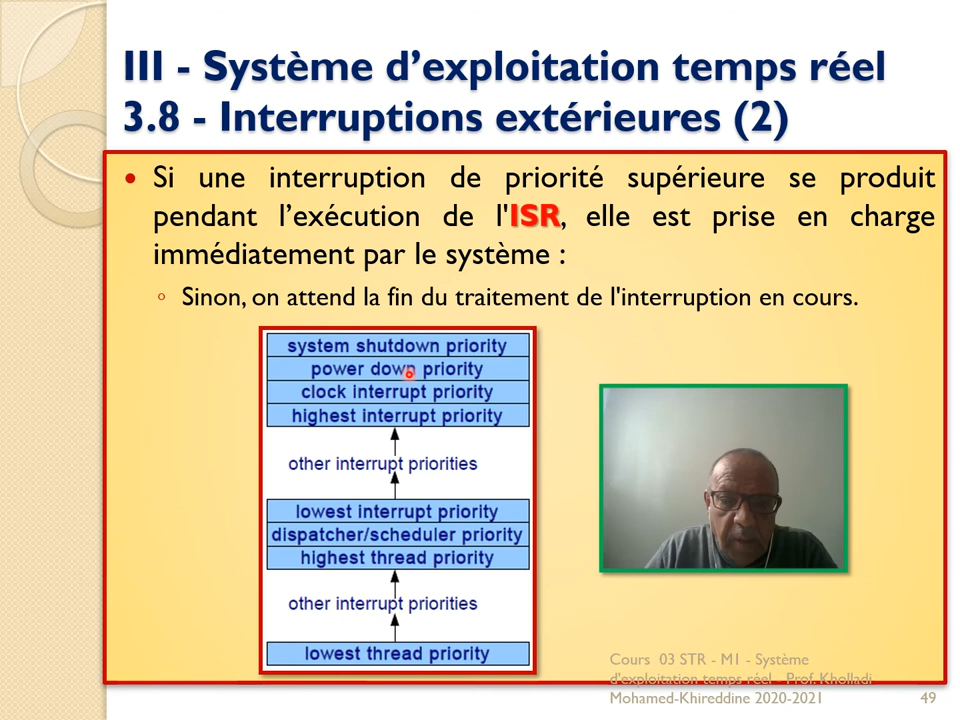 III - Système d’exploitation temps réel
3.8 - Interruptions extérieures (2)
• Si une interruption de priorité supérieure se produit
pendant l’exécution de l'ISR, elle est prise en charge
immédiatement par le système :
◦ Sinon, on attend la fin du traitement de l'interruption en cours.
system shutdown priority
power down priority
clock interrupt priority
highest interrupt priority
other interrupt priorities
lowest interrupt priority
dispatcher/scheduler priority
highest thread priority
other interrupt priorities
lowest thread priority
Cours 03 STR - M1 - Système
d'exploitation temps réel - Prof. Kholladi
Mohamed-Khireddine 2020-2021
49